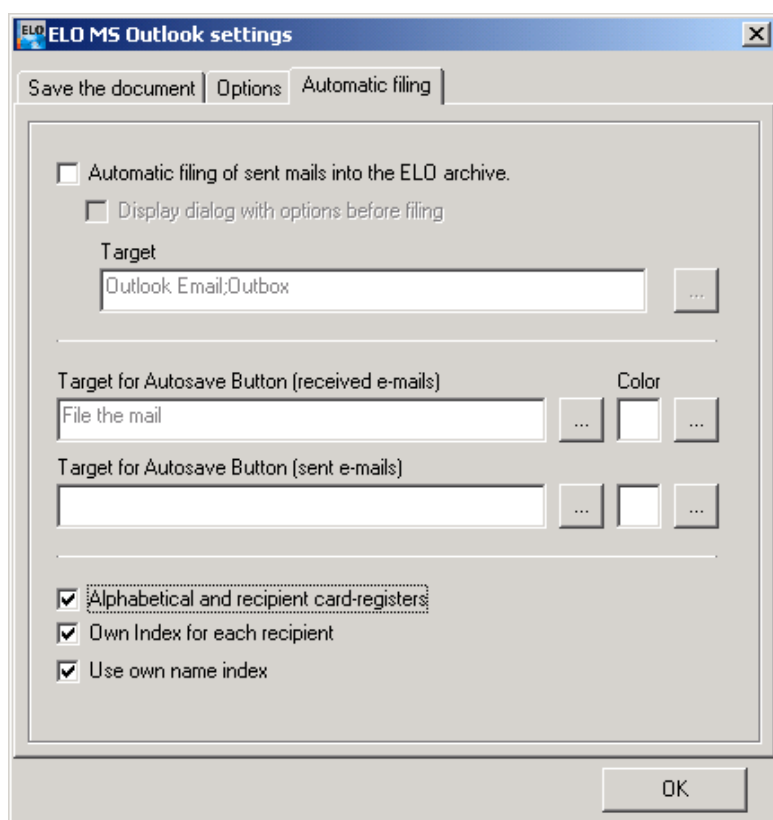 ELO ELO MS Outlook settings
Save the document Options Automatic filing
Automatic filing of sent mails into the ELO archive.
Display dialog with options before filing
Target
Outlook Email;Outbox ...
Target for Autosave Button (received e-mails) Color
File the mail ... ...
Target for Autosave Button (sent e-mails)
... ...
Alphabetical and recipient card-registers
Own Index for each recipient
Use own name index
OK